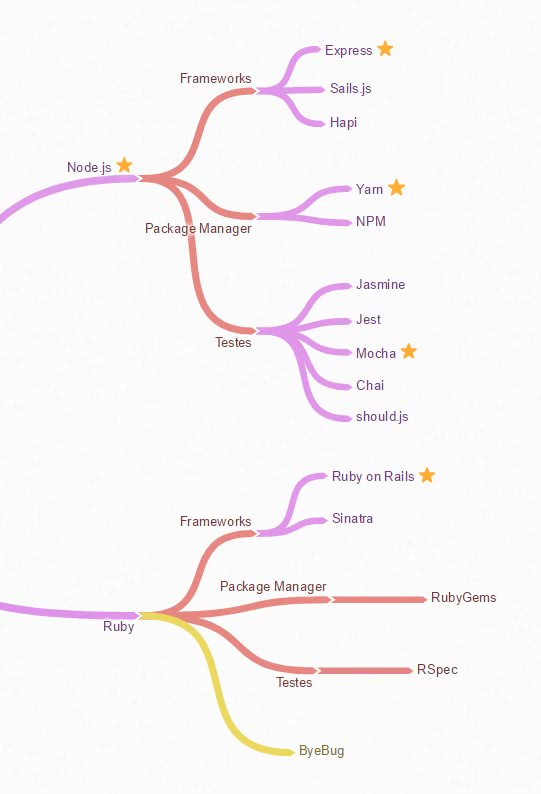 Node.js
Frameworks
Express
Sails.js
Hapi
Package Manager
Yarn
NPM
Testes
Jasmine
Jest
Mocha
Chai
should.js
Ruby
Frameworks
Ruby on Rails
Sinatra
Package Manager
RubyGems
Testes
RSpec
ByeBug